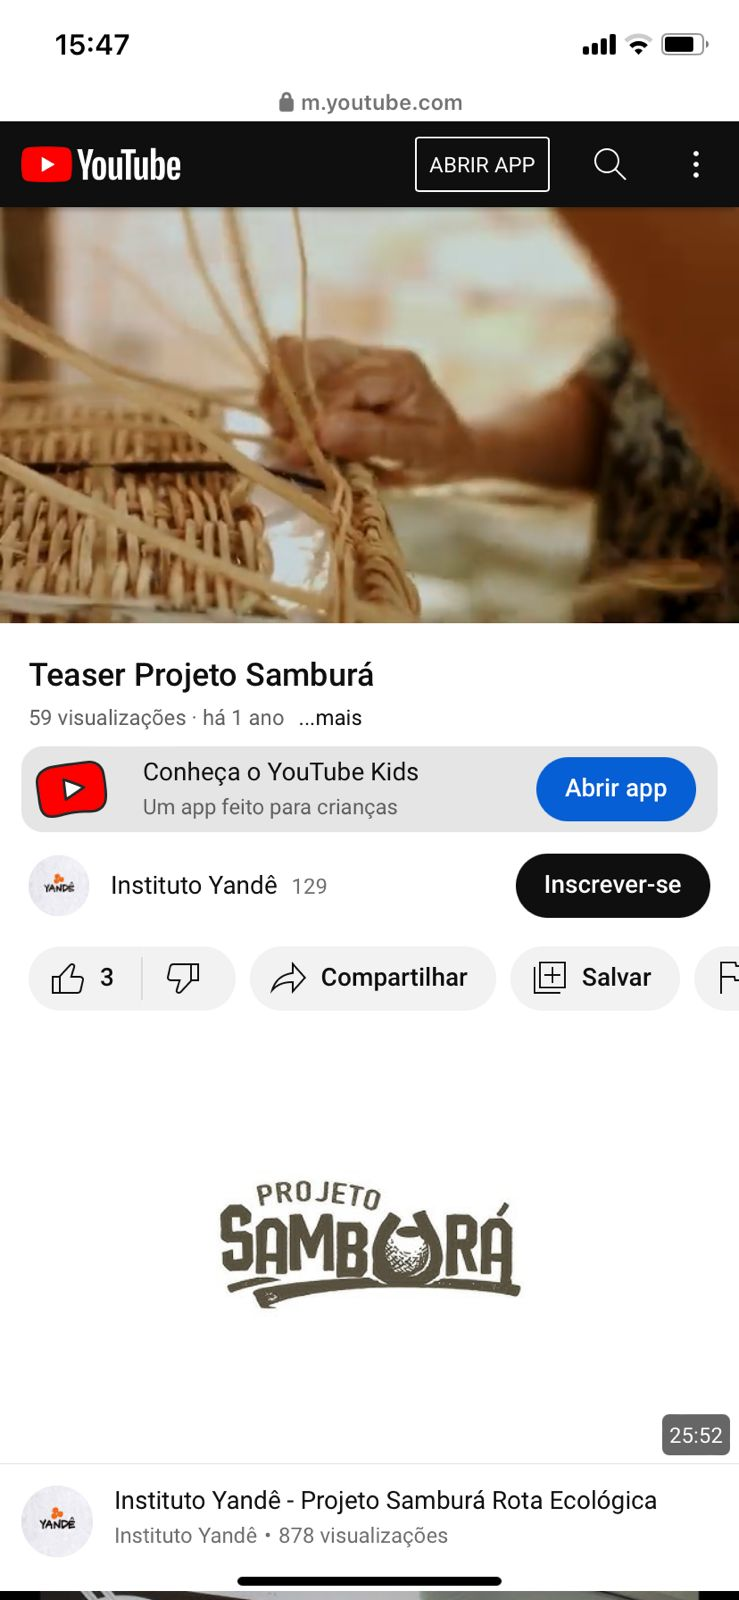 15:47
m.youtube.com
YouTube
ABRIR APP
Teaser Projeto Samburá
59 visualizações · há 1 ano ...mais
Conheça o YouTube Kids
Um app feito para crianças
Abrir app
YANDÊ
Instituto Yandê 129
Inscrever-se
3
Compartilhar
Salvar
PROJETO
SAMBURÁ
25:52
YANDÊ
Instituto Yandê - Projeto Samburá Rota Ecológica
Instituto Yandê • 878 visualizações